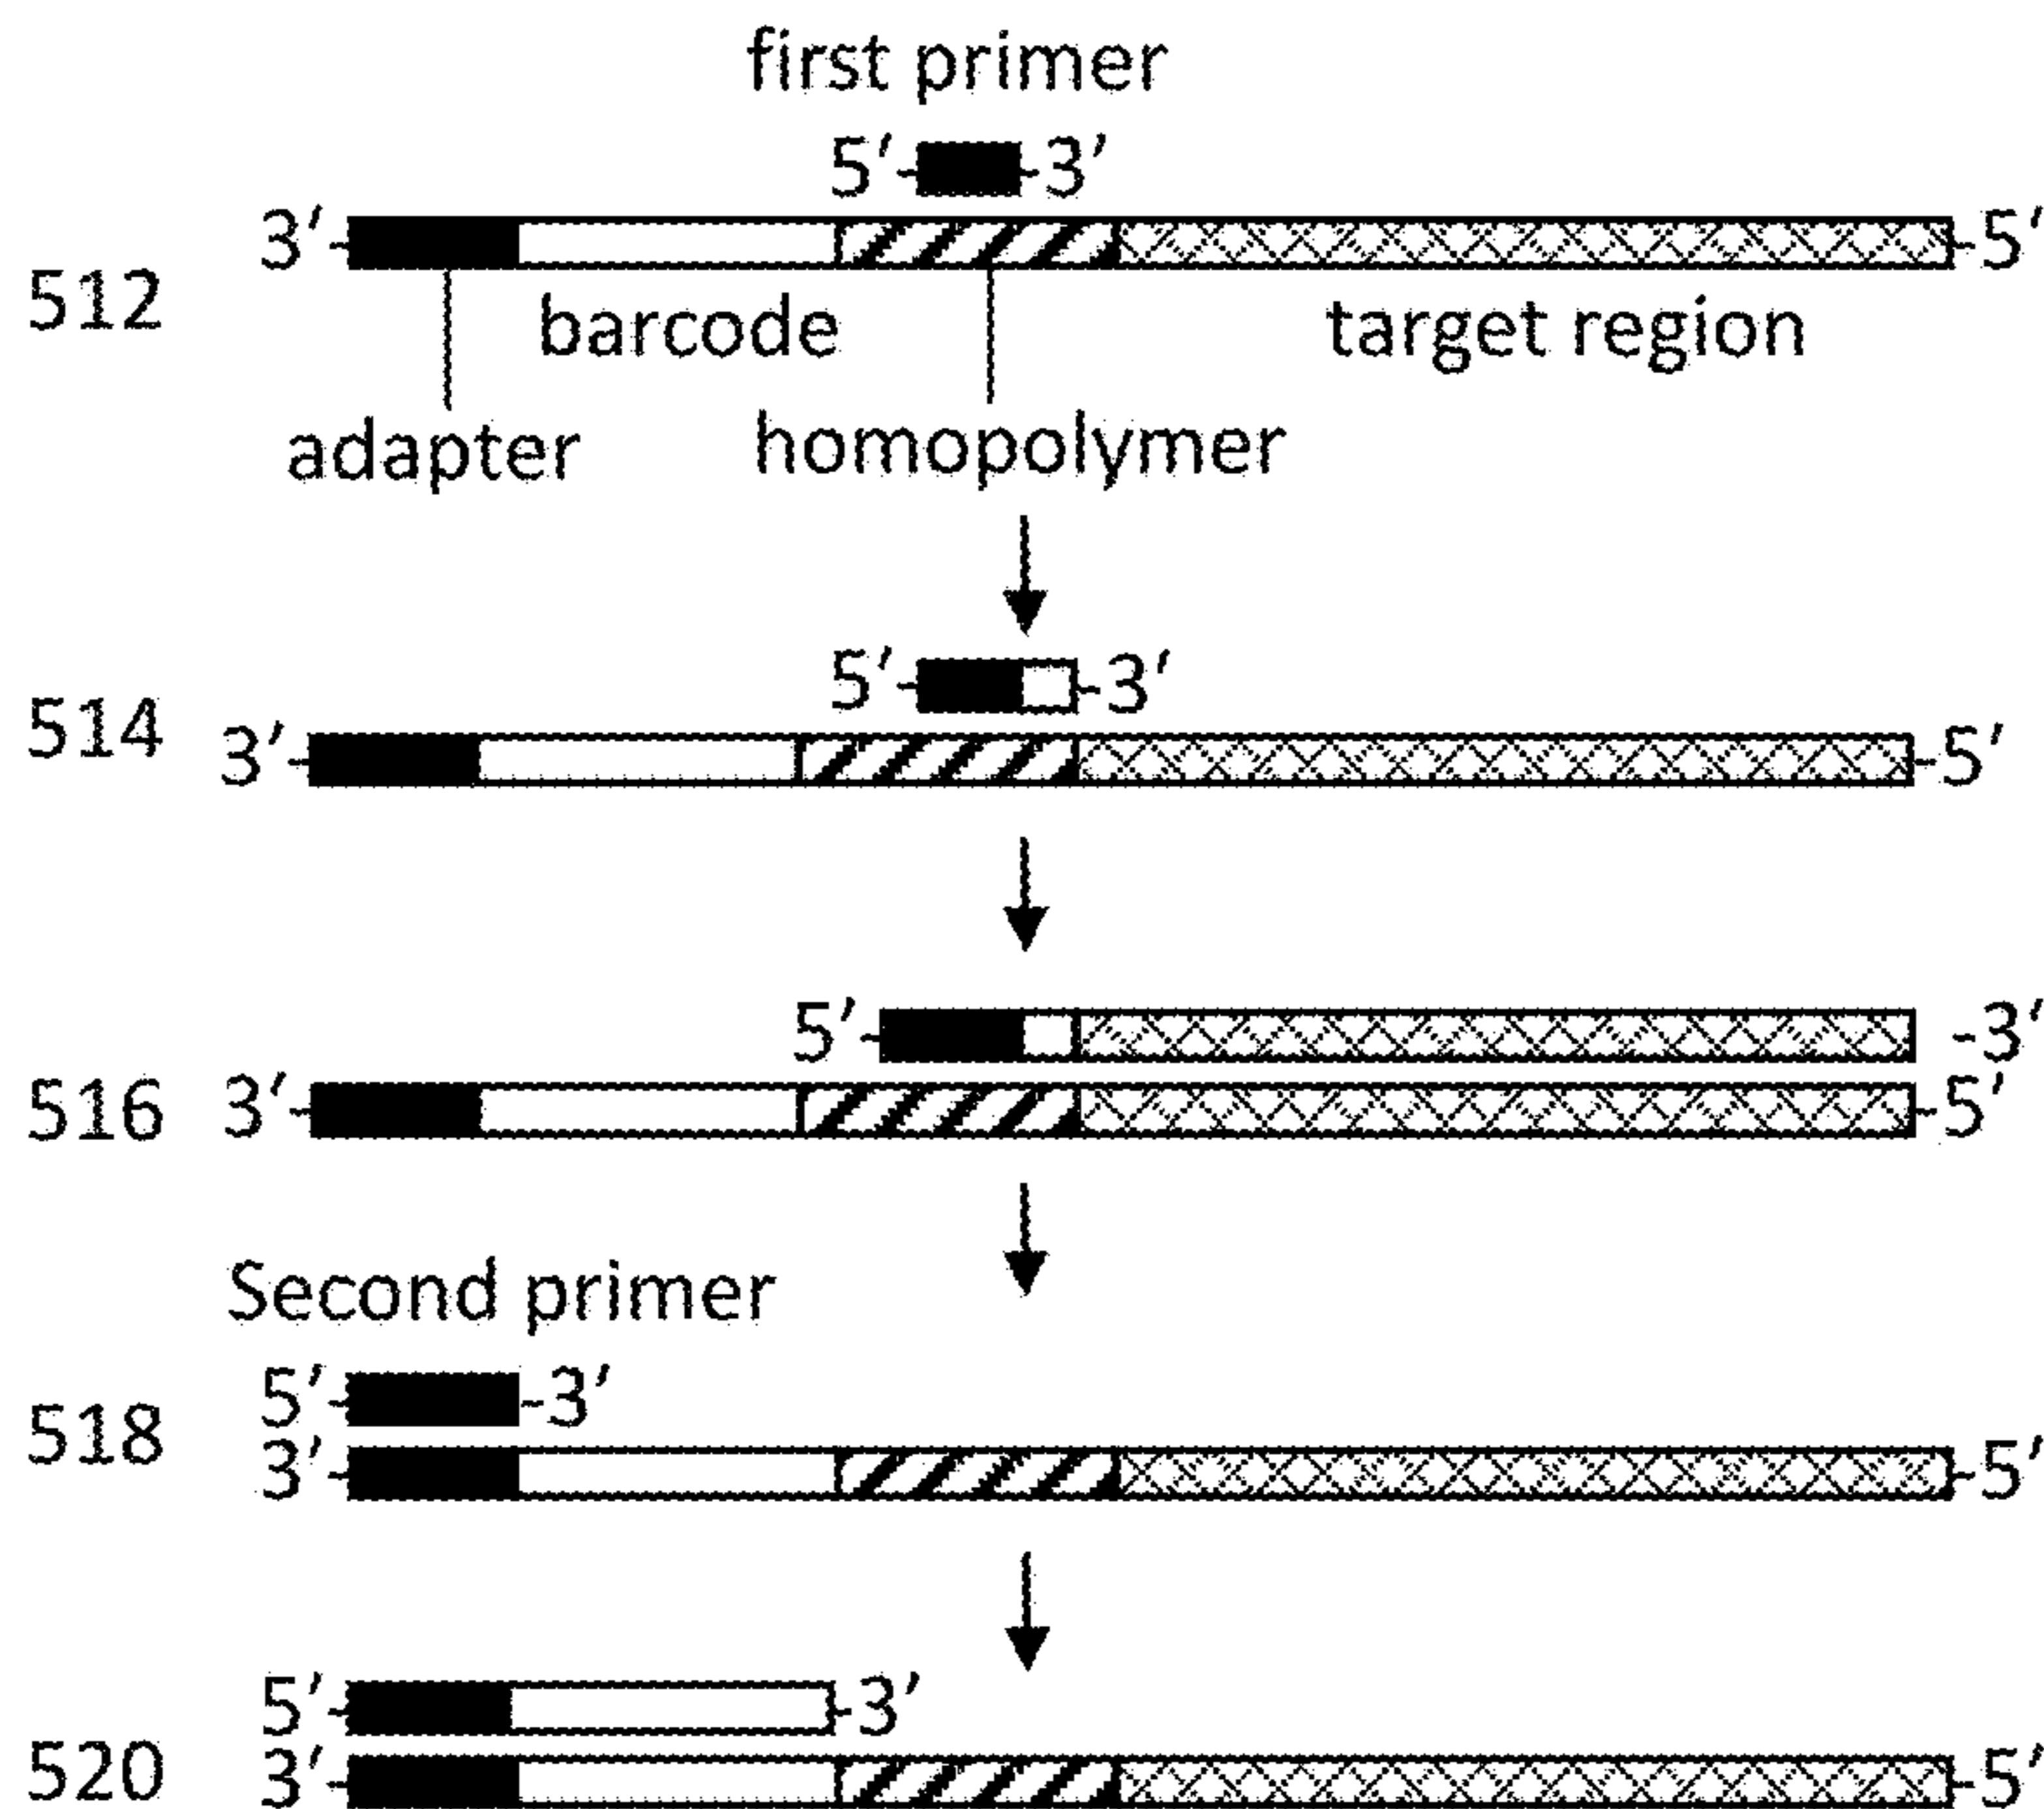 first primer
5′ 3′
3′ 5′
512
barcode target region
adapter homopolymer
5′ 3′
514
3′ 5′
5′ -3′
516 3′ 5′
Second primer
5′ -3′
518
3′ 5′
5′ 3′
520 3′ 5′